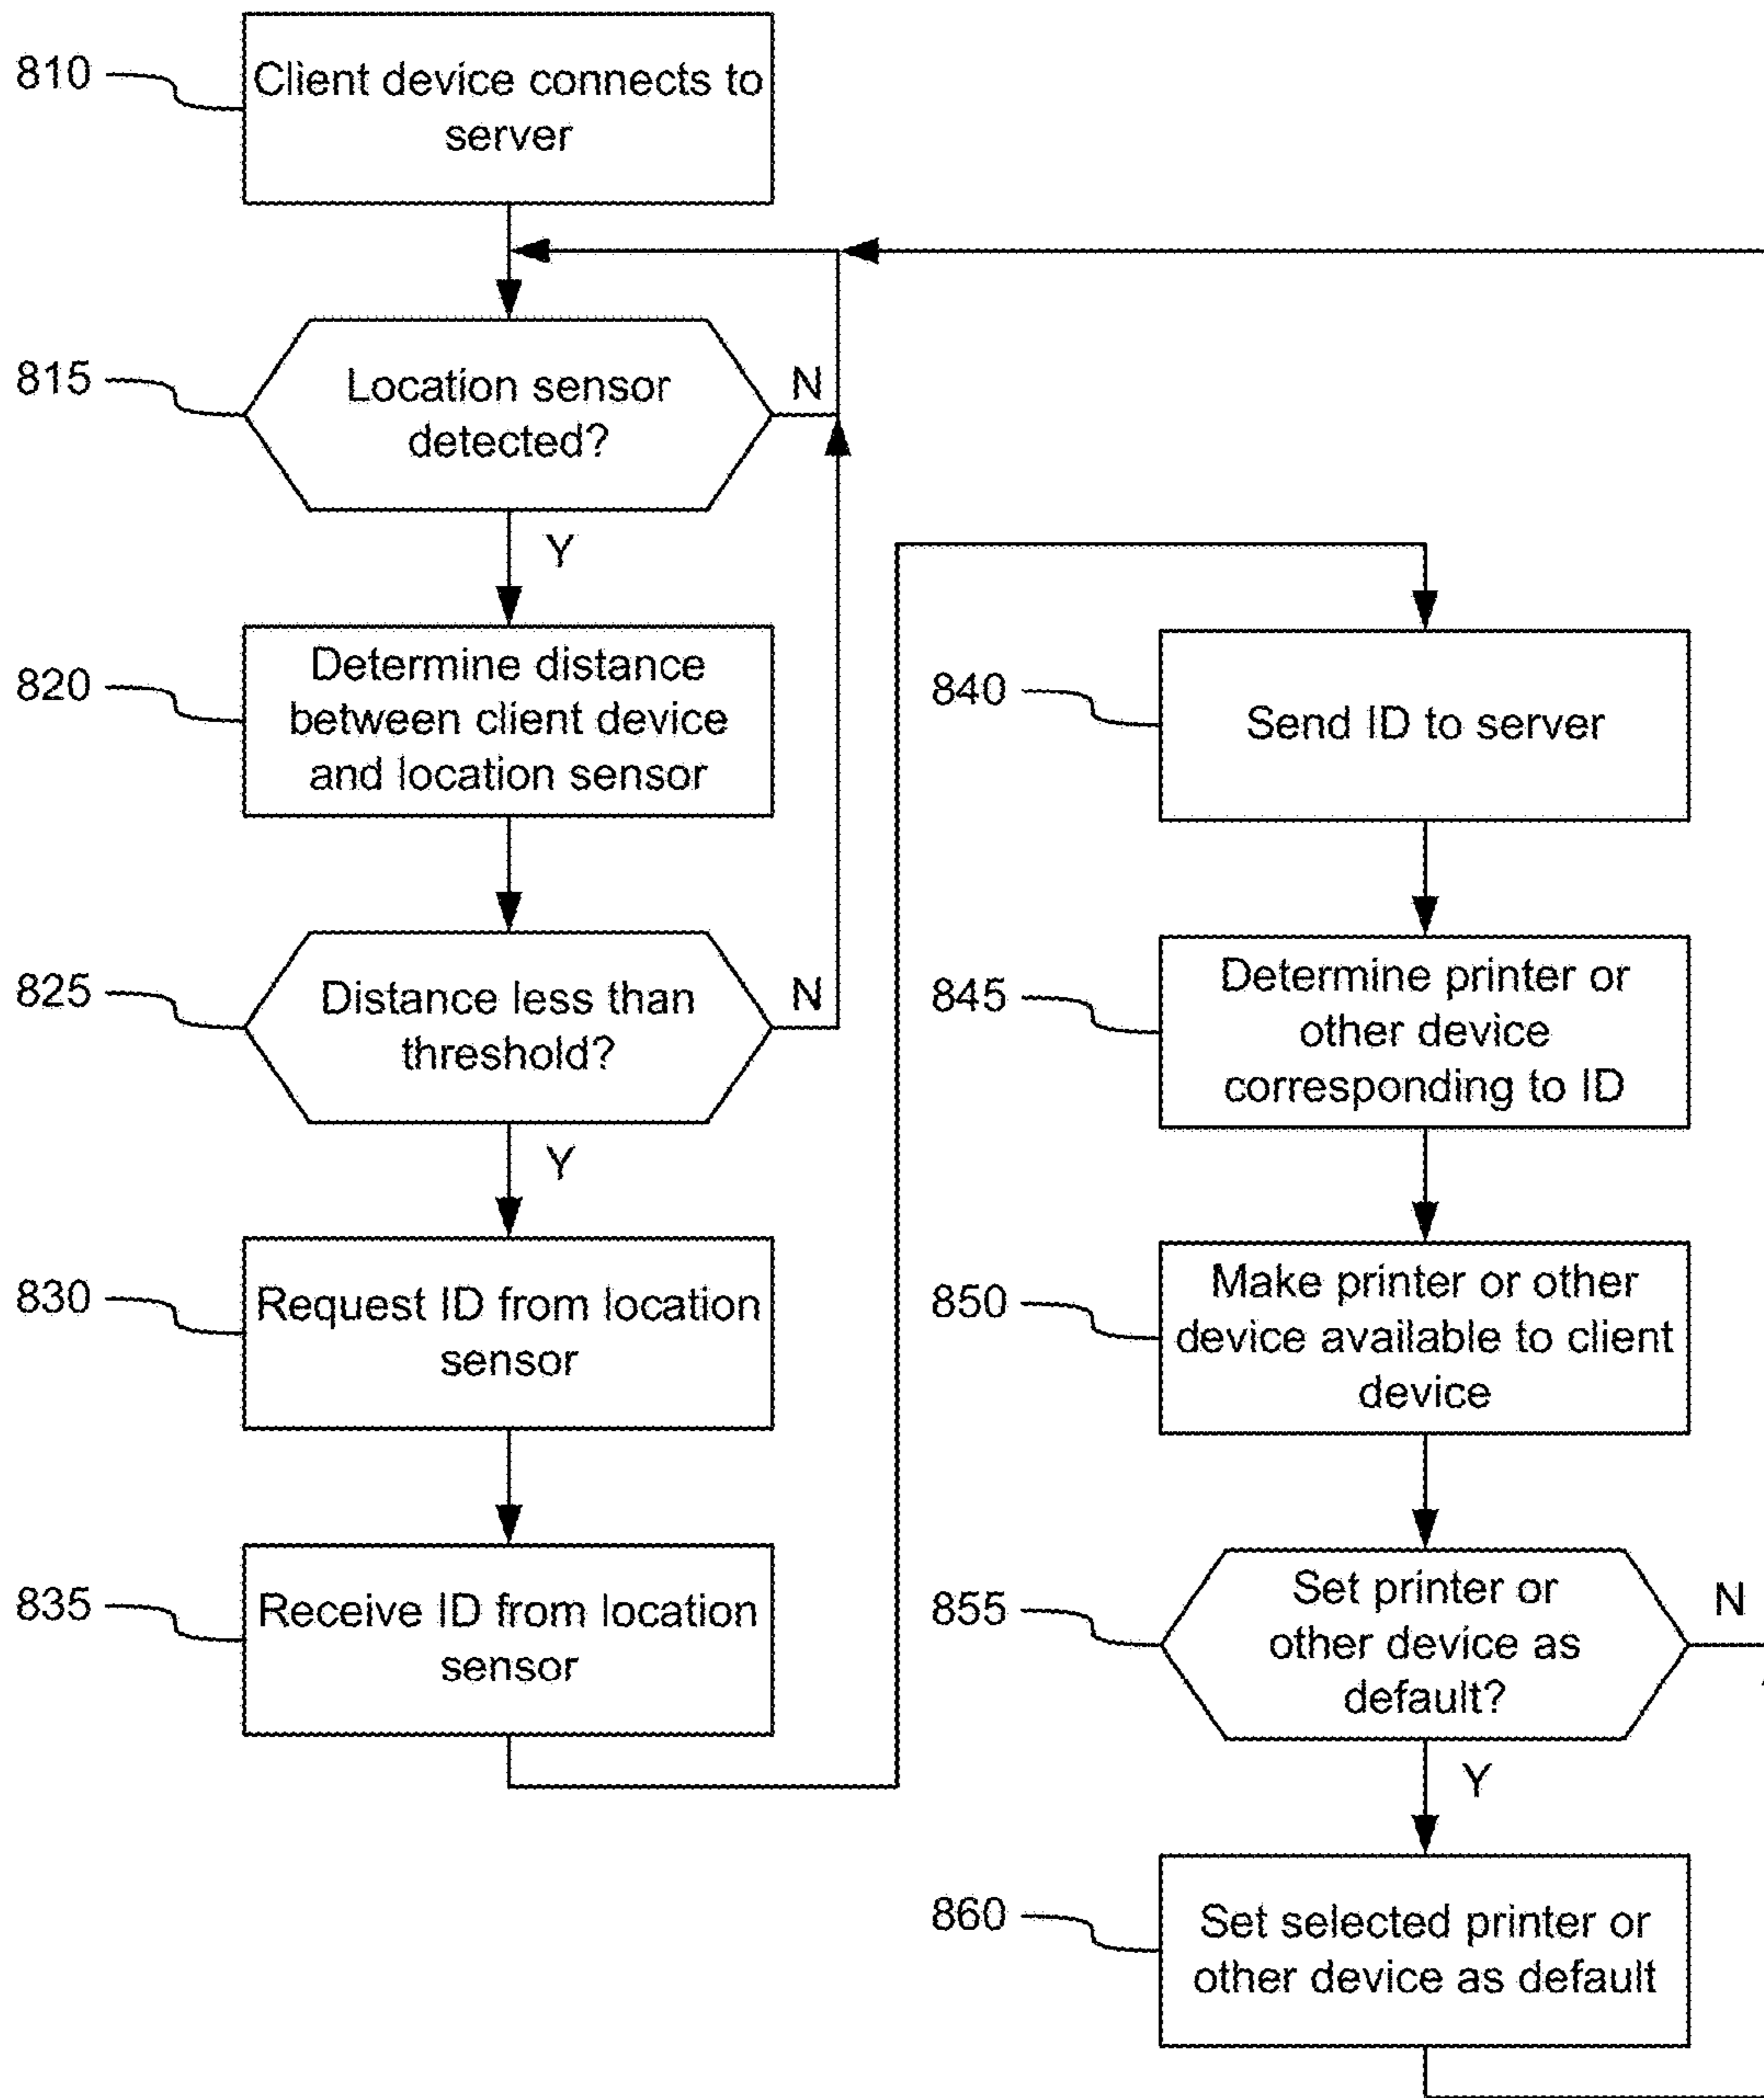 810
Client device connects to
server
815
Location sensor
detected?
N
Y
820
Determine distance
between client device
and location sensor
825
Distance less than
threshold?
N
Y
830
Request ID from location
sensor
835
Receive ID from location
sensor
840
Send ID to server
845
Determine printer or
other device
corresponding to ID
850
Make printer or other
device available to client
device
855
Set printer or
other device as
default?
N
Y
860
Set selected printer or
other device as default